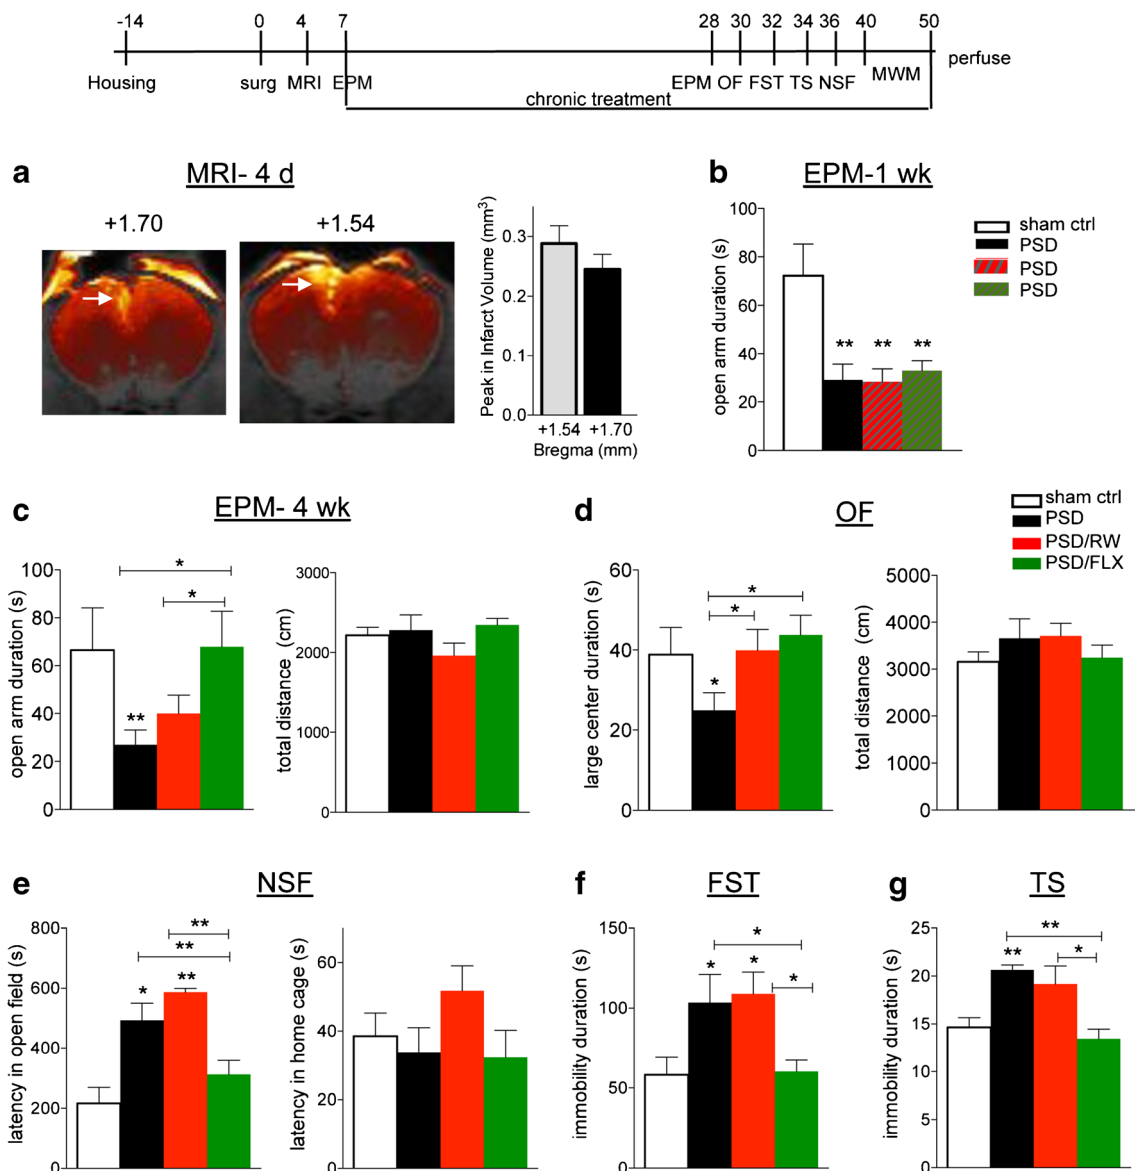 -14 0 4 7 28 30 32 34 36 40 50
Housing surg MRI EPM EPM OF FST TS NSF MWM perfuse
chronic treatment
a MRI- 4 d
+1.70 +1.54
Peak in Infarct Volume (mm3)
0.3
0.2
0.1
0.0
+1.54 +1.70
Bregma (mm)
b EPM-1 wk
open arm duration (s)
100
80
60
40
20
0
** ** **
sham ctrl
PSD
PSD
PSD
c EPM- 4 wk
open arm duration (s)
100
80
60
40
20
0
*
*
**
total distance (cm)
3000
2000
1000
0
d OF
large center duration (s)
60
40
20
0
*
*
*
total distance (cm)
5000
4000
3000
2000
1000
0
sham ctrl
PSD
PSD/RW
PSD/FLX
e NSF
latency in open field (s)
800
600
400
200
0
**
**
* **
latency in home cage (s)
60
40
20
0
f FST
immobility duration (s)
150
100
50
0
*
* *
*
g TS
immobility duration (s)
25
20
15
10
5
0
**
** *